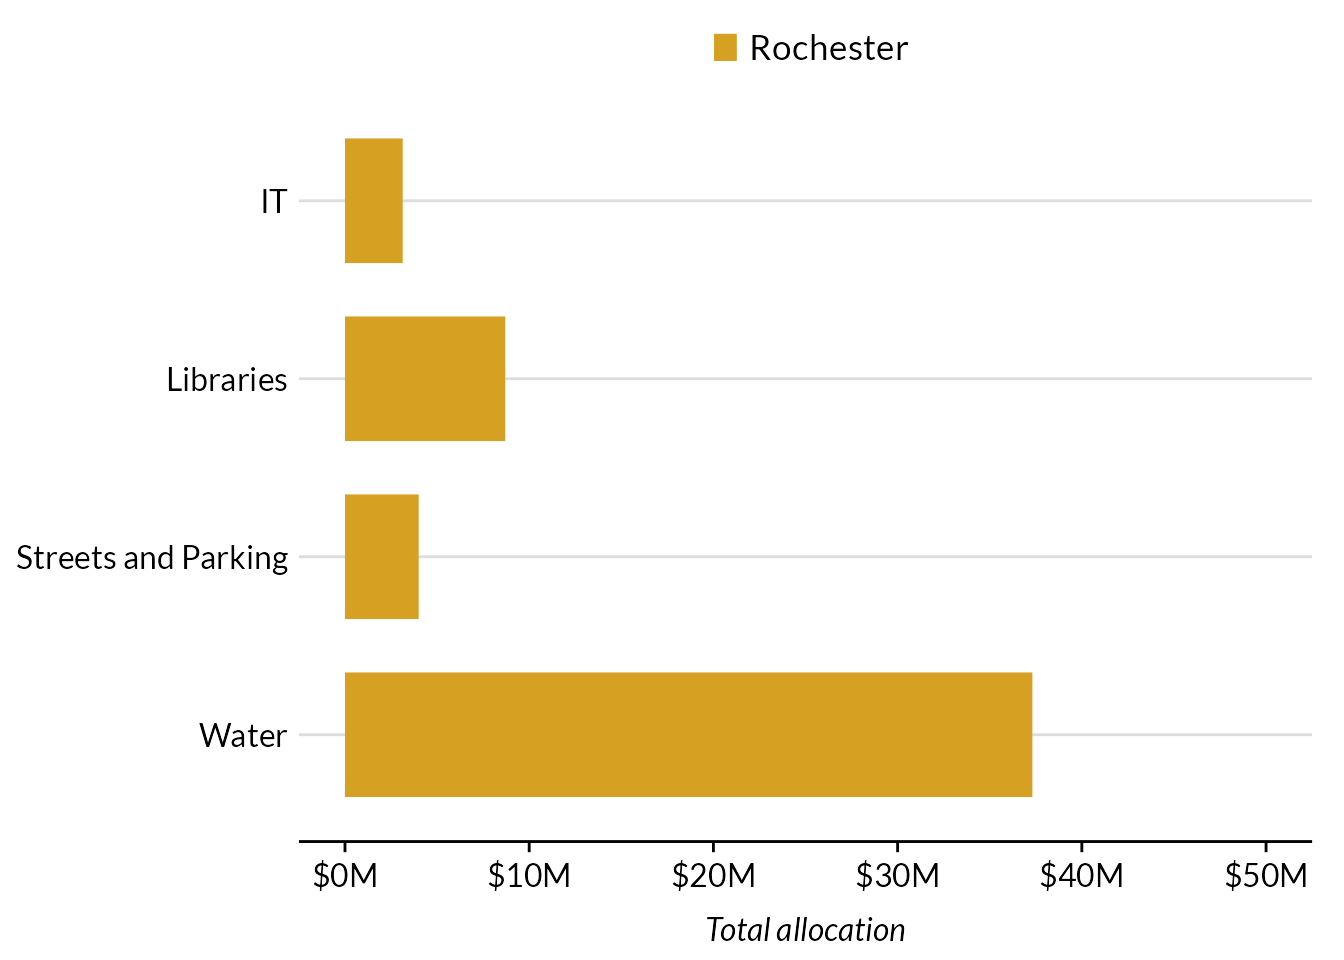 Rochester
IT
Libraries
Streets and Parking
Water
$0M $10M $20M $30M $40M $50M
Total allocation